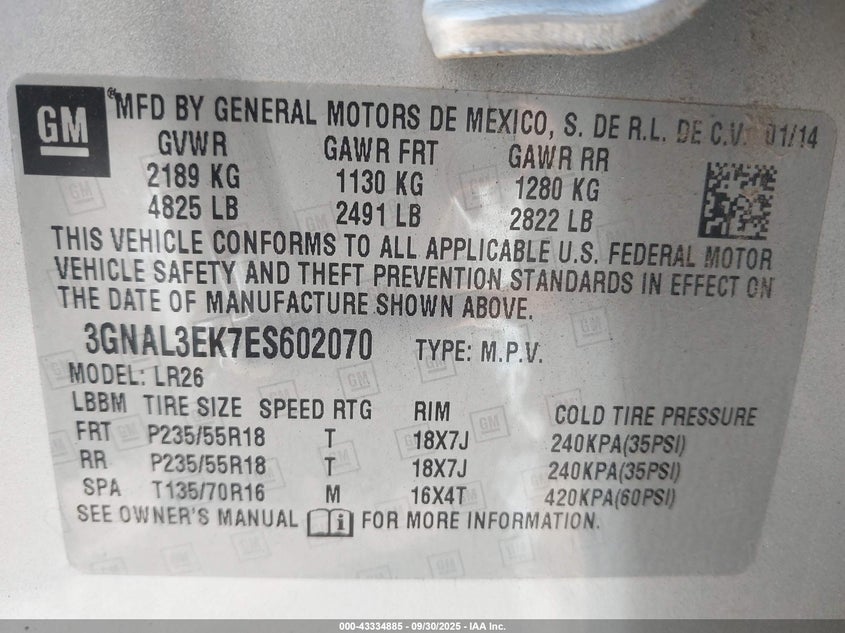 GM ® MFD BY GENERAL MOTORS DE MEXICO, S. DE R.L. DE C.V. 01/14
GVWR GAWR FRT GAWR RR
2189 KG 1130 KG 1280 KG
4825 LB 2491 LB 2822 LB
THIS VEHICLE CONFORMS TO ALL APPLICABLE U.S. FEDERAL MOTOR
VEHICLE SAFETY AND THEFT PREVENTION STANDARDS IN EFFECT ON
THE DATE OF MANUFACTURE SHOWN ABOVE.
3GNAL3EK7ES602070 TYPE: M.P.V.
MODEL: LR26
LBBM TIRE SIZE SPEED RTG RIM COLD TIRE PRESSURE
FRT P235/55R18 T 18X7J 240KPA(35PSI)
RR P235/55R18 T 18X7J 240KPA(35PSI)
SPA T135/70R16 M 16X4T 420KPA(60PSI)
SEE OWNER'S MANUAL i FOR MORE INFORMATION.
000-43334885 - 09/30/2025 - IAA Inc.